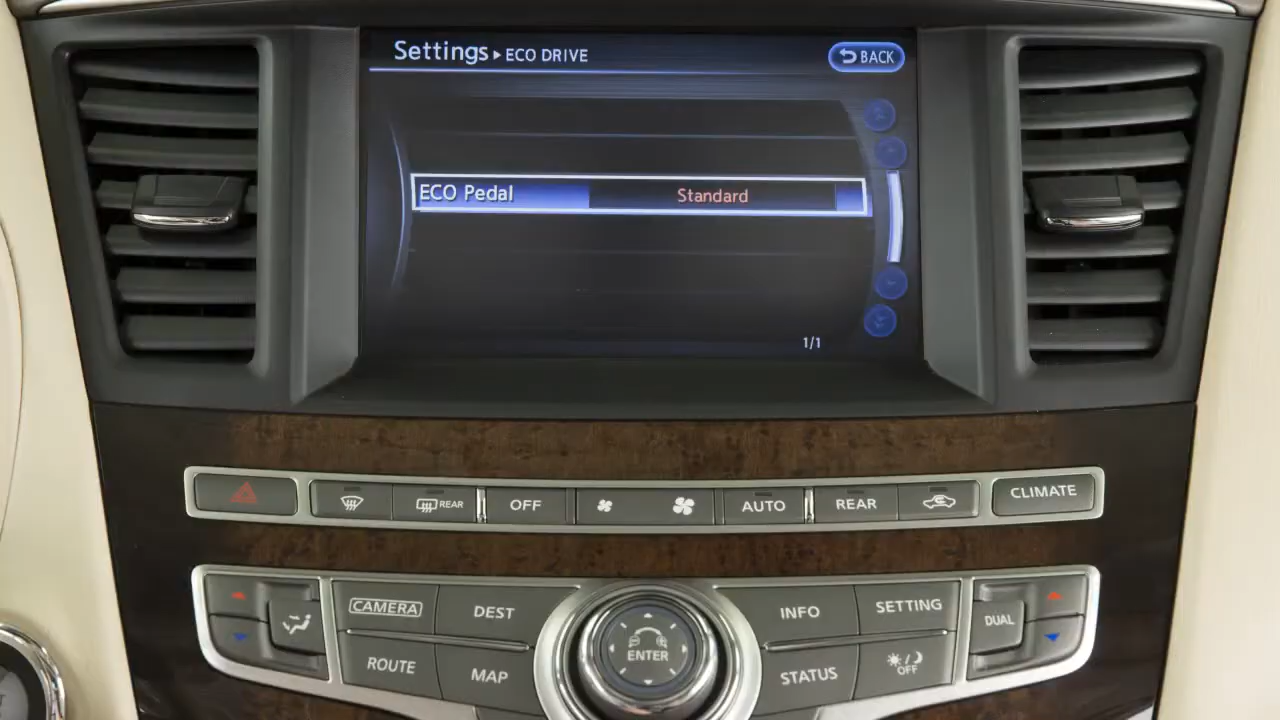 Settings ▸ ECO DRIVE
BACK
ECO Pedal Standard
1/1
REAR OFF AUTO REAR CLIMATE
CAMERA DEST INFO SETTING DUAL
ENTER
ROUTE MAP STATUS OFF